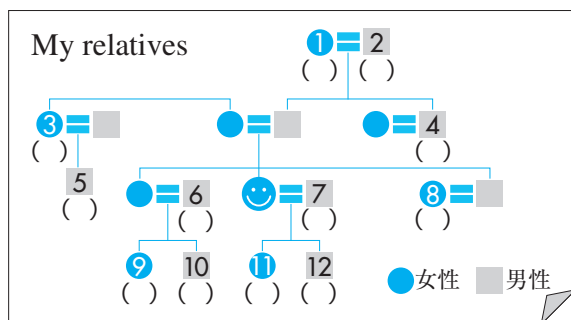 My relatives
1 = 2
( ) ( )
3 = = = 4
( ) ( )
5
( )
= 6 = 7 8 =
( ) ( ) ( )
9 10 11 12
( ) ( ) ( ) ( )
女性 男性